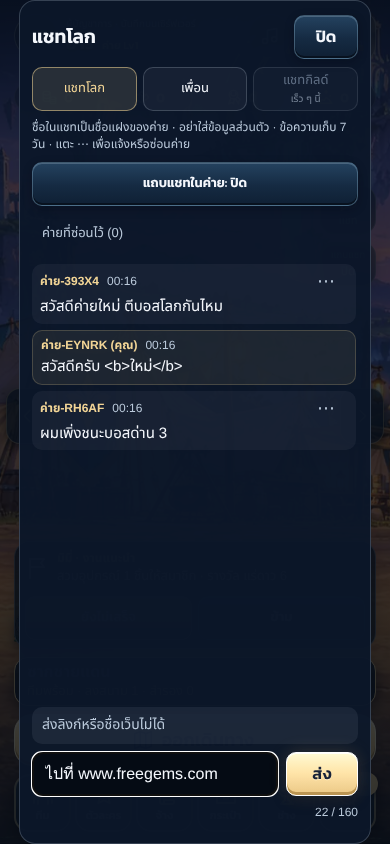 แชทโลก
ปิด
แชทโลก
เพื่อน
แชทกิลด์
เร็ว ๆ นี้
ชื่อในแชทเป็นชื่อแฝงของค่าย · อย่าใส่ข้อมูลส่วนตัว · ข้อความเก็บ 7
วัน · แตะ ⋯ เพื่อแจ้งหรือซ่อนค่าย
แถบแชทในค่าย: ปิด
ค่ายที่ซ่อนไว้ (0)
ค่าย-393X4 00:16 ⋯
สวัสดีค่ายใหม่ ตีบอสโลกกันไหม
ค่าย-EYNRK (คุณ) 00:16
สวัสดีครับ <b>ใหม่</b>
ค่าย-RH6AF 00:16 ⋯
ผมเพิ่งชนะบอสด่าน 3
ส่งลิงก์หรือชื่อเว็บไม่ได้
ไปที่ www.freegems.com
ส่ง
22 / 160